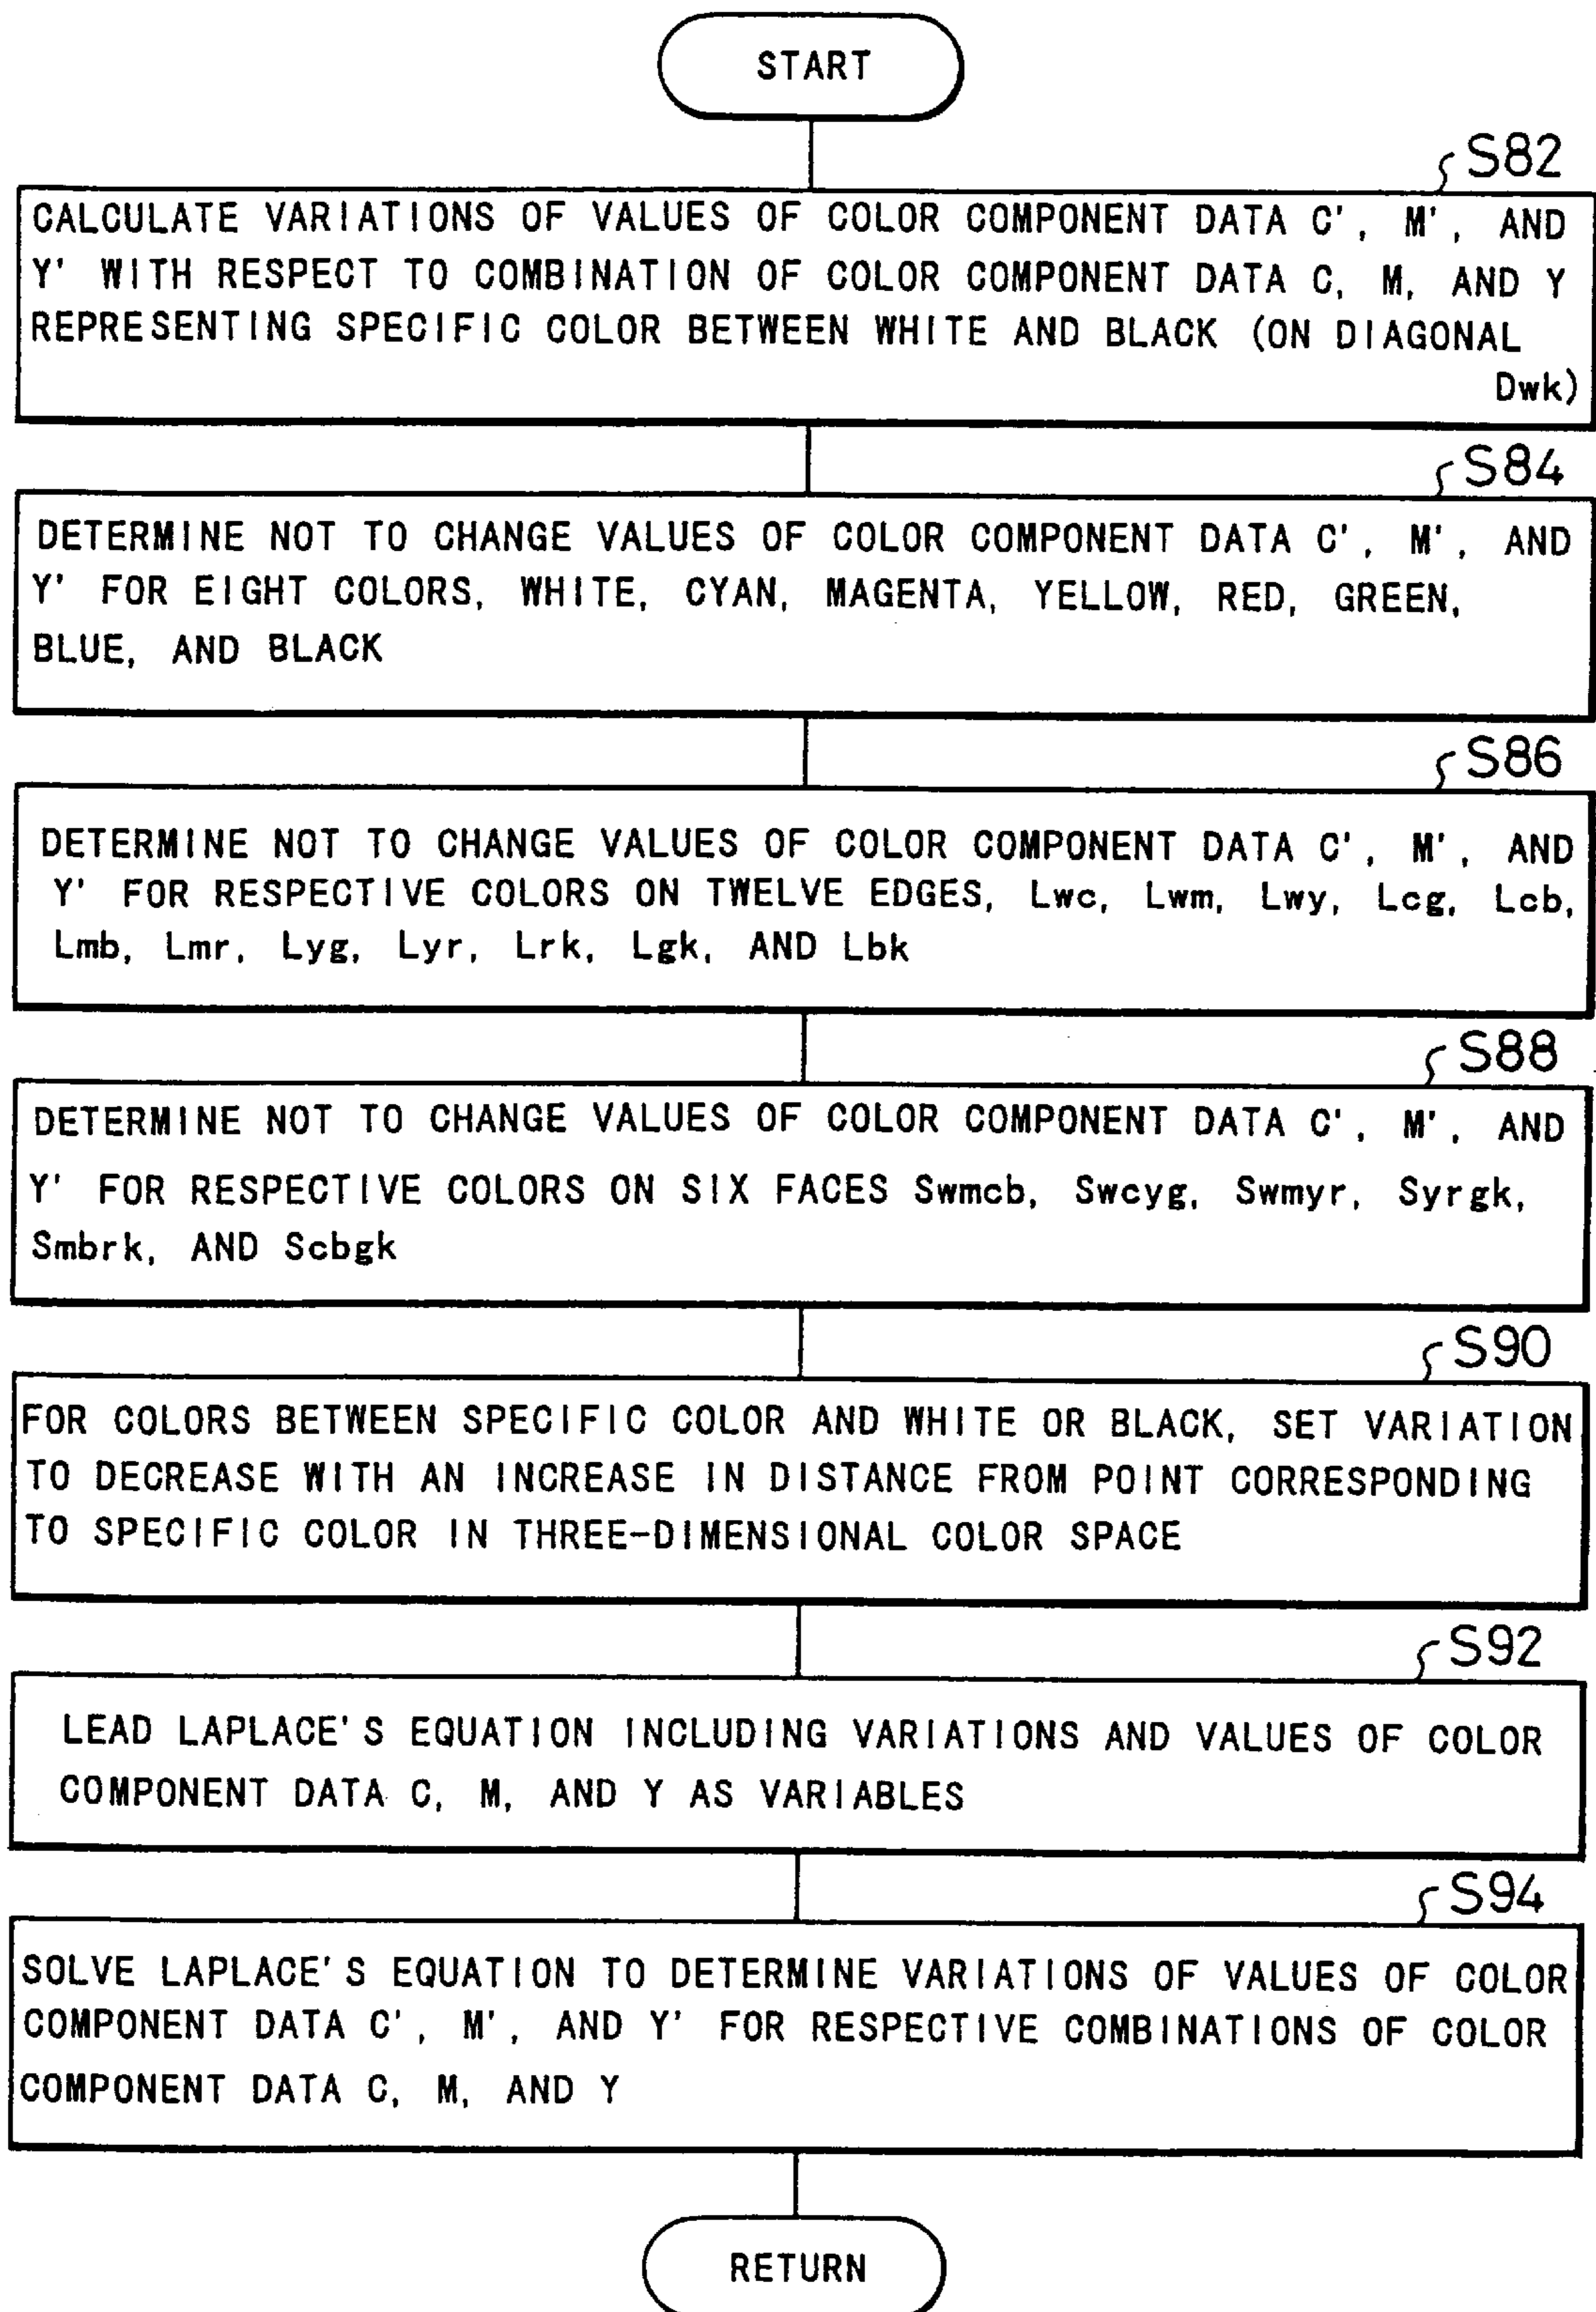 START
S82
CALCULATE VARIATIONS OF VALUES OF COLOR COMPONENT DATA C', M', AND
Y' WITH RESPECT TO COMBINATION OF COLOR COMPONENT DATA C, M, AND Y
REPRESENTING SPECIFIC COLOR BETWEEN WHITE AND BLACK (ON DIAGONAL
Dwk)
S84
DETERMINE NOT TO CHANGE VALUES OF COLOR COMPONENT DATA C', M', AND
Y' FOR EIGHT COLORS, WHITE, CYAN, MAGENTA, YELLOW, RED, GREEN,
BLUE, AND BLACK
S86
DETERMINE NOT TO CHANGE VALUES OF COLOR COMPONENT DATA C', M', AND
Y' FOR RESPECTIVE COLORS ON TWELVE EDGES, Lwc, Lwm, Lwy, Lcg, Lcb,
Lmb, Lmr, Lyg, Lyr, Lrk, Lgk, AND Lbk
S88
DETERMINE NOT TO CHANGE VALUES OF COLOR COMPONENT DATA C', M', AND
Y' FOR RESPECTIVE COLORS ON SIX FACES Swmcb, Swcyg, Swmyr, Syrgk,
Smbrk, AND Scbgk
S90
FOR COLORS BETWEEN SPECIFIC COLOR AND WHITE OR BLACK, SET VARIATION
TO DECREASE WITH AN INCREASE IN DISTANCE FROM POINT CORRESPONDING
TO SPECIFIC COLOR IN THREE-DIMENSIONAL COLOR SPACE
S92
LEAD LAPLACE'S EQUATION INCLUDING VARIATIONS AND VALUES OF COLOR
COMPONENT DATA C, M, AND Y AS VARIABLES
S94
SOLVE LAPLACE'S EQUATION TO DETERMINE VARIATIONS OF VALUES OF COLOR
COMPONENT DATA C', M', AND Y' FOR RESPECTIVE COMBINATIONS OF COLOR
COMPONENT DATA C, M, AND Y
RETURN